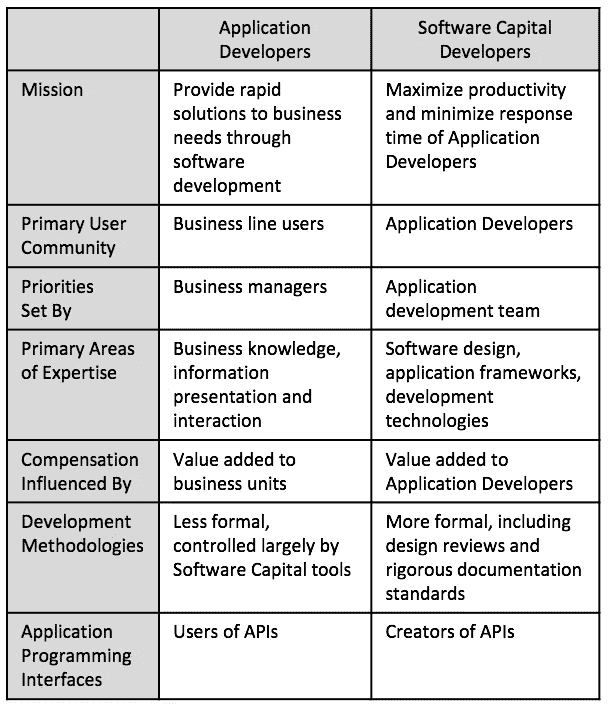 Application
Developers
Software Capital
Developers
Mission
Provide rapid
solutions to business
needs through
software
development
Maximize productivity
and minimize response
time of Application
Developers
Primary User
Community
Business line users
Application Developers
Priorities
Set By
Business managers
Application
development team
Primary Areas
of Expertise
Business knowledge,
information
presentation and
interaction
Software design,
application frameworks,
development
technologies
Compensation
Influenced By
Value added to
business units
Value added to
Application Developers
Development
Methodologies
Less formal,
controlled largely by
Software Capital tools
More formal, including
design reviews and
rigorous documentation
standards
Application
Programming
Interfaces
Users of APIs
Creators of APIs